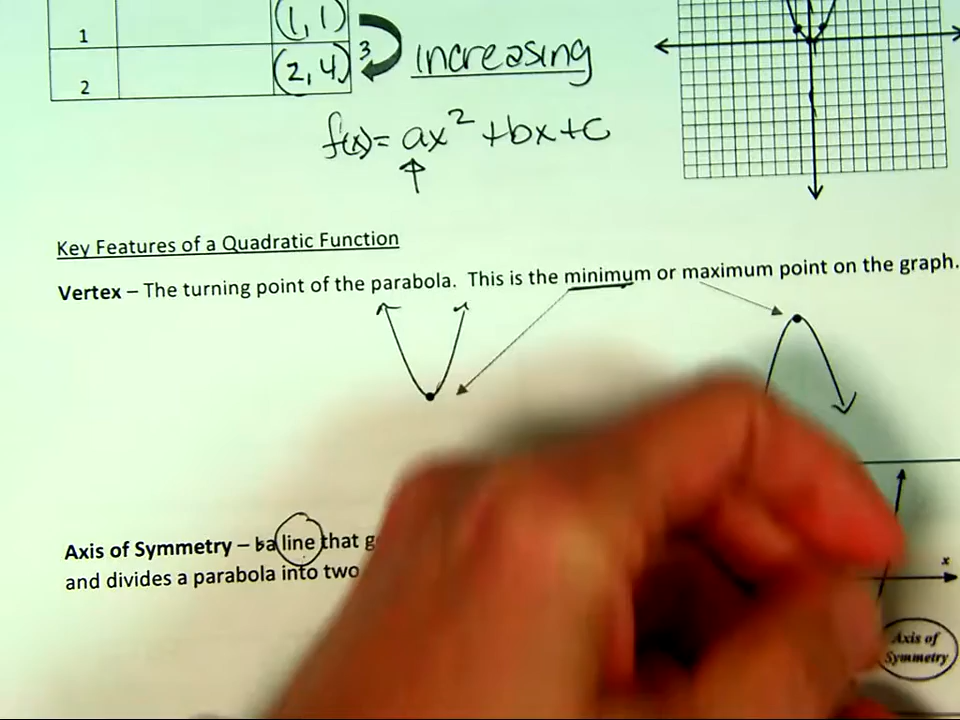 1 (1, 1)
3 increasing
2 (2, 4)
f(x) = ax² + bx + c
Key Features of a Quadratic Function
Vertex – The turning point of the parabola. This is the minimum or maximum point on the graph.
Axis of Symmetry – a line that
and divides a parabola into two
x
Axis of
Symmetry